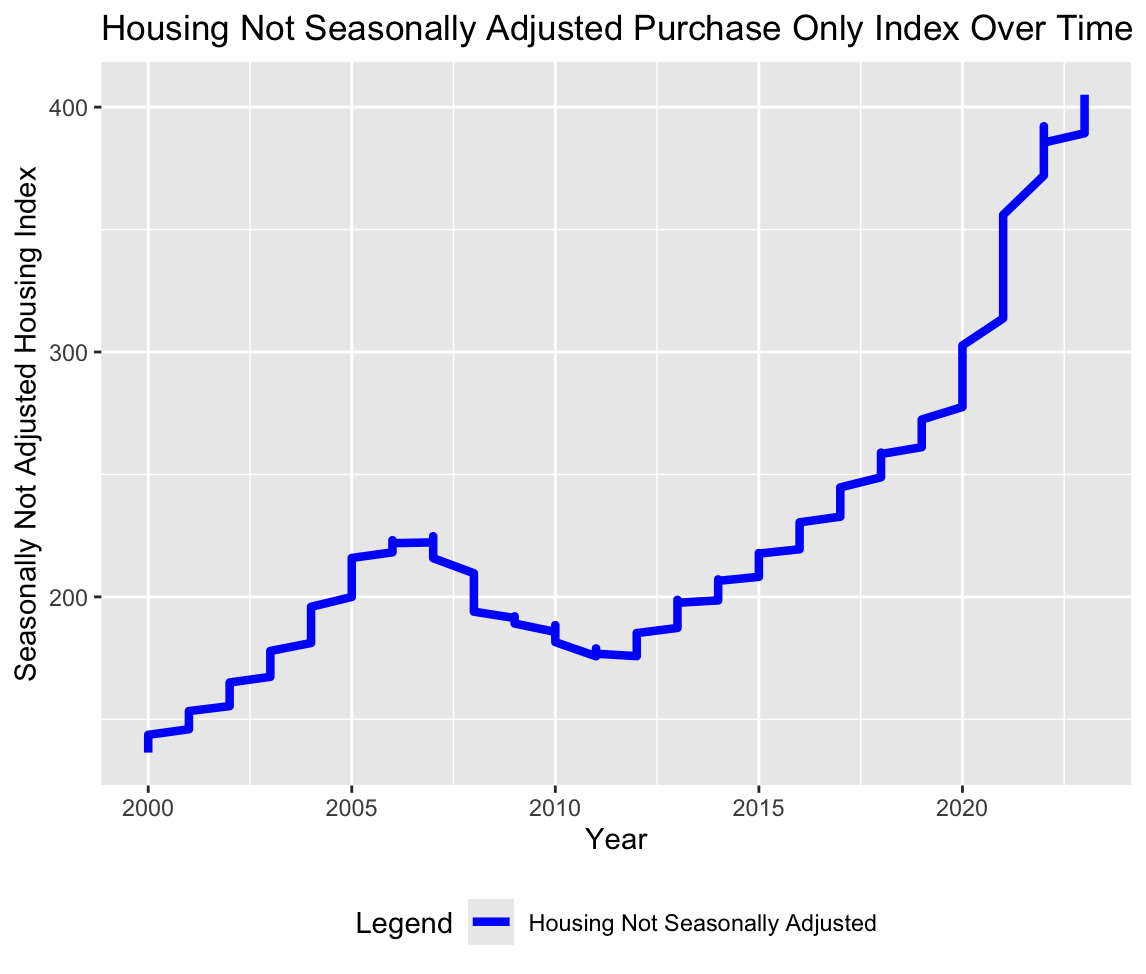 Housing Not Seasonally Adjusted Purchase Only Index Over Time
Seasonally Not Adjusted Housing Index
400
300
200
2000 2005 2010 2015 2020
Year
Legend Housing Not Seasonally Adjusted